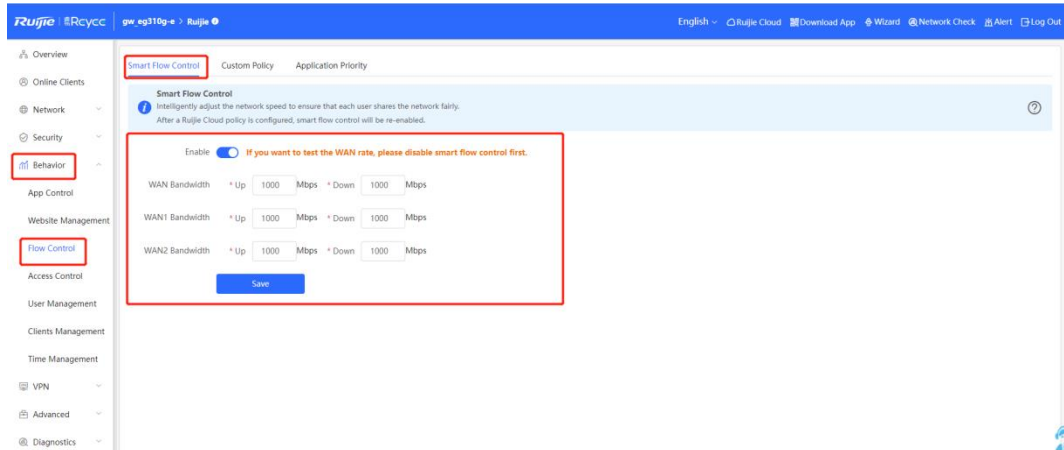 Ruijie | Rcycc gw_eg310g-e > Ruijie English Ruijie Cloud Download App Wizard Network Check Alert Log Out
Overview
Online Clients
Network
Security
Behavior
App Control
Website Management
Flow Control
Access Control
User Management
Clients Management
Time Management
VPN
Advanced
Diagnostics
Smart Flow Control Custom Policy Application Priority
Smart Flow Control
Intelligently adjust the network speed to ensure that each user shares the network fairly.
After a Ruijie Cloud policy is configured, smart flow control will be re-enabled.
Enable If you want to test the WAN rate, please disable smart flow control first.
WAN Bandwidth * Up 1000 Mbps * Down 1000 Mbps
WAN1 Bandwidth * Up 1000 Mbps * Down 1000 Mbps
WAN2 Bandwidth * Up 1000 Mbps * Down 1000 Mbps
Save